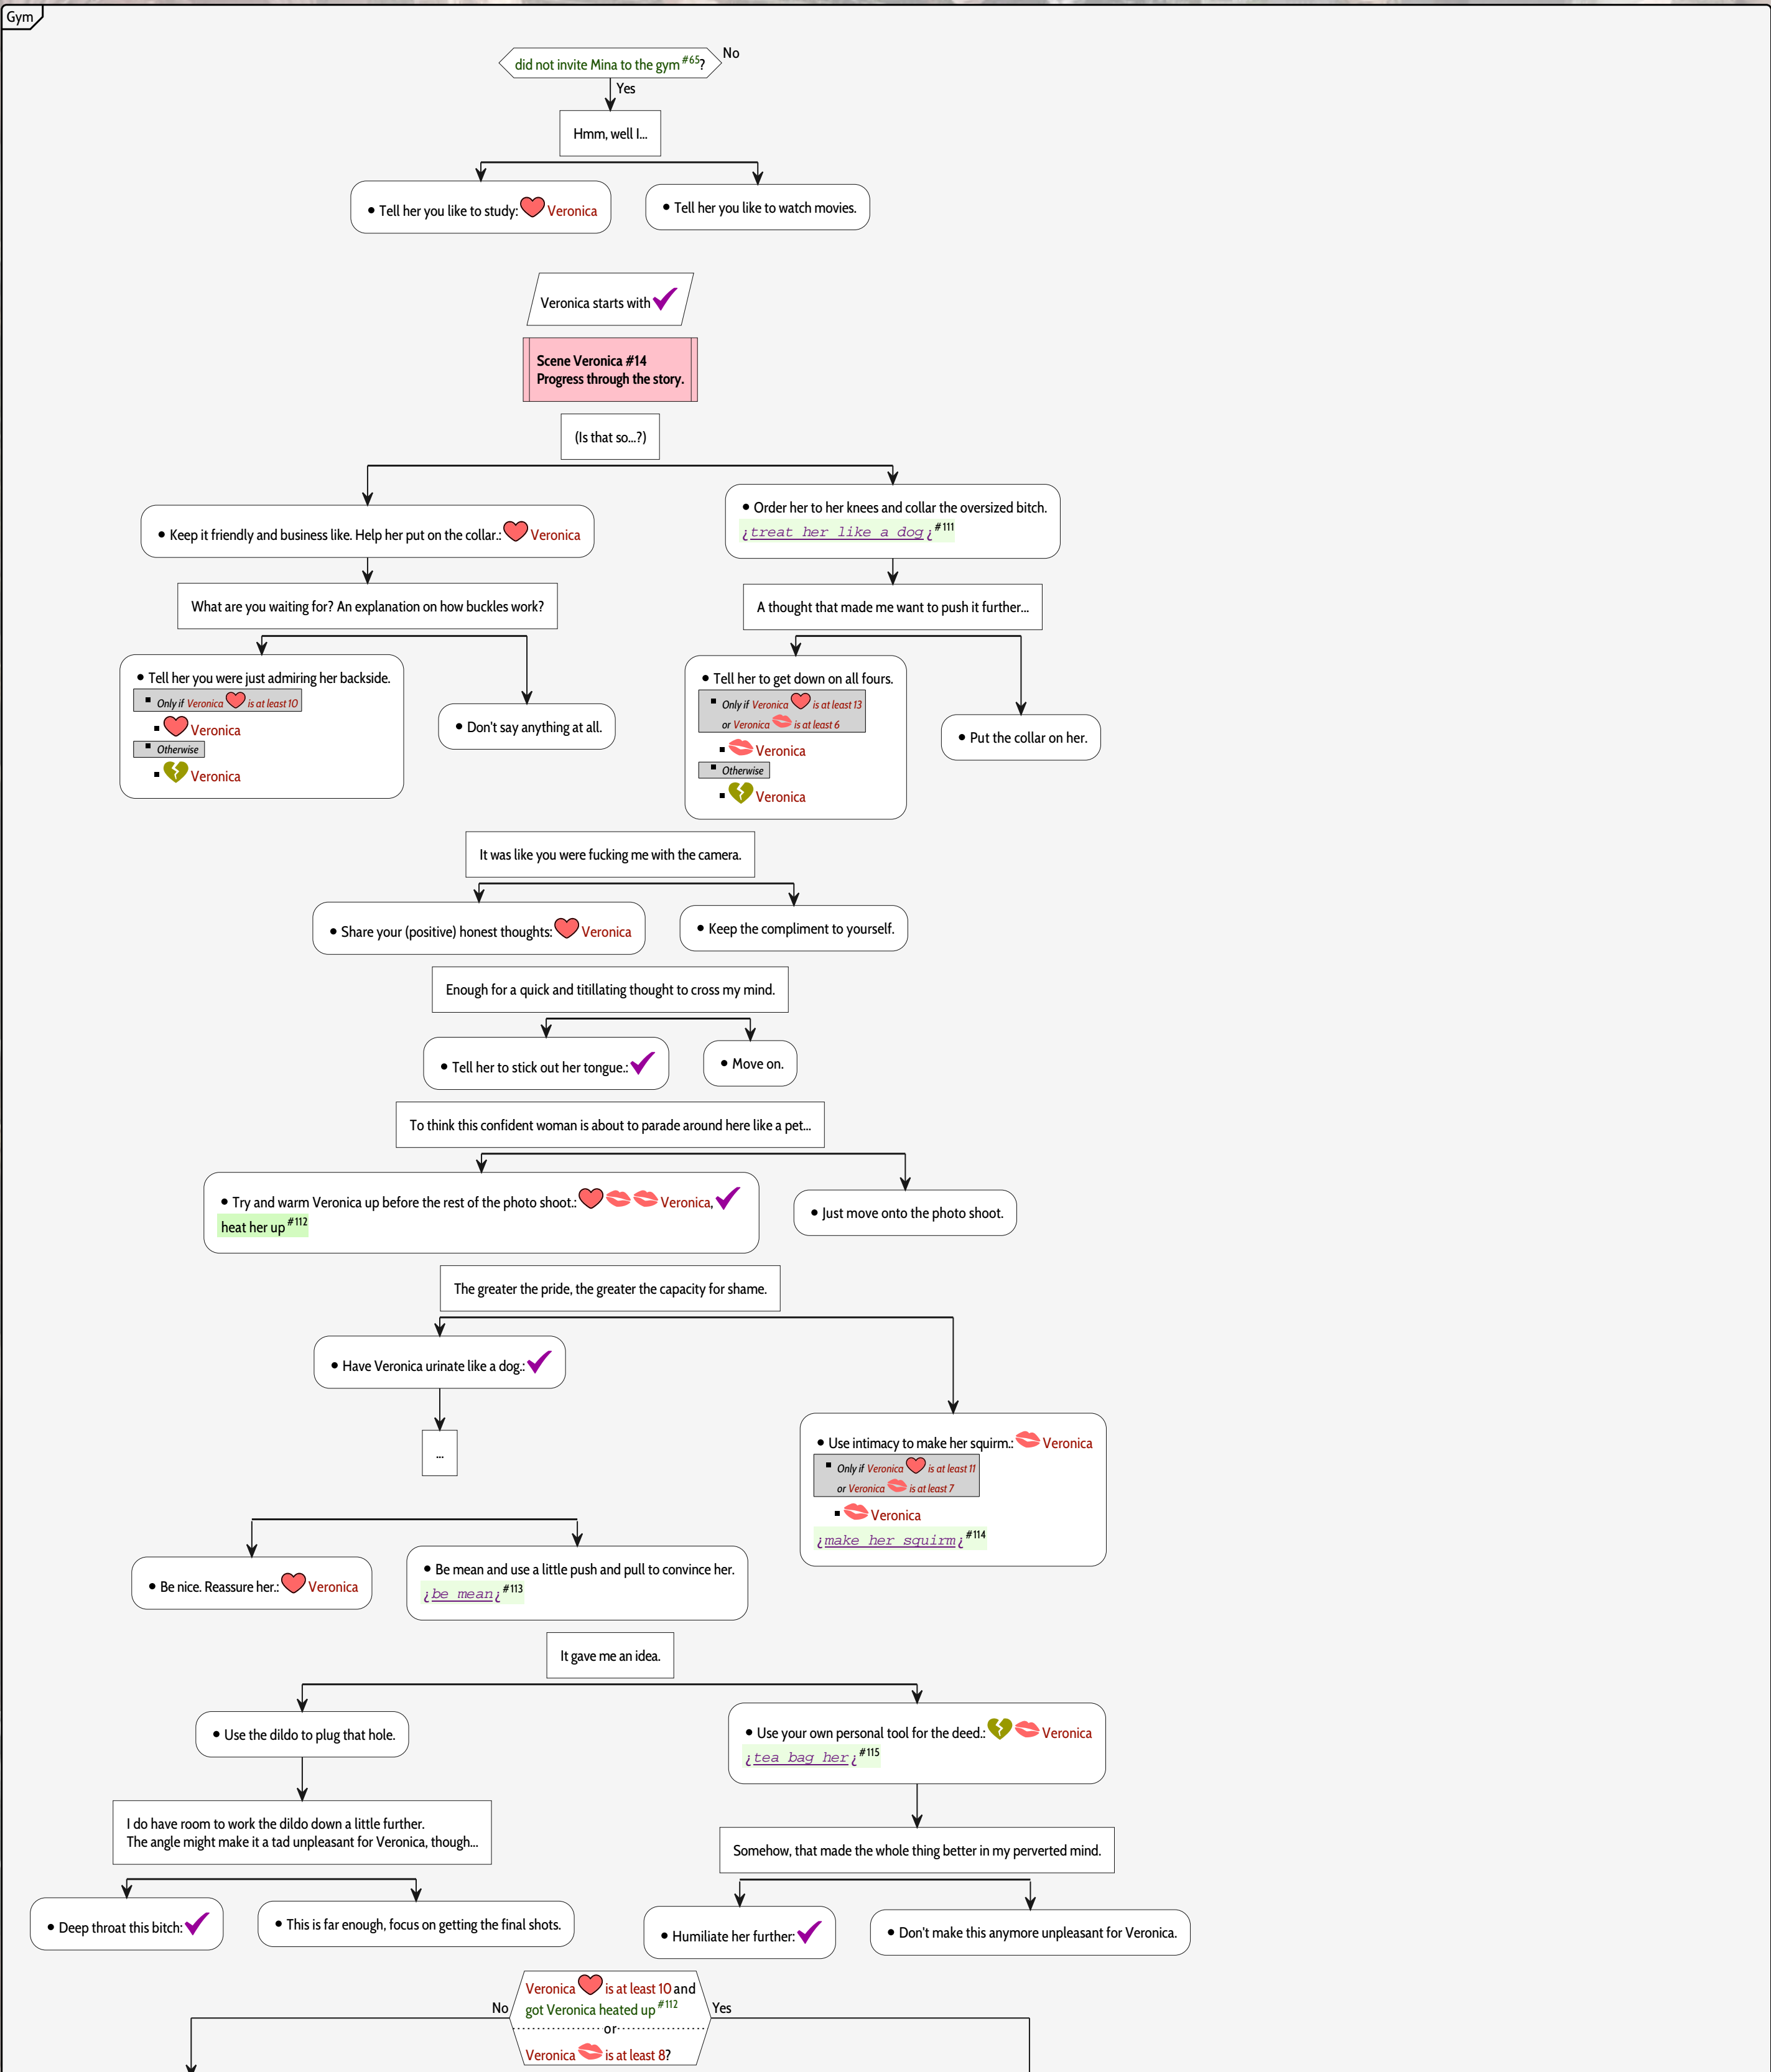 Gym
did not invite Mina to the gym #65?
No
Yes
Hmm, well I...
• Tell her you like to study: Veronica
• Tell her you like to watch movies.
Veronica starts with
Scene Veronica #14
Progress through the story.
(Is that so...?)
• Keep it friendly and business like. Help her put on the collar.: Veronica
• Order her to her knees and collar the oversized bitch.
¿treat her like a dog¿ #111
What are you waiting for? An explanation on how buckles work?
A thought that made me want to push it further...
• Tell her you were just admiring her backside.
Only if Veronica is at least 10
Veronica
Otherwise
Veronica
• Don't say anything at all.
• Tell her to get down on all fours.
Only if Veronica is at least 13
or Veronica is at least 6
Veronica
Otherwise
Veronica
• Put the collar on her.
It was like you were fucking me with the camera.
• Share your (positive) honest thoughts: Veronica
• Keep the compliment to yourself.
Enough for a quick and titillating thought to cross my mind.
• Tell her to stick out her tongue.:
• Move on.
To think this confident woman is about to parade around here like a pet...
• Try and warm Veronica up before the rest of the photo shoot.: Veronica,
heat her up #112
• Just move onto the photo shoot.
The greater the pride, the greater the capacity for shame.
• Have Veronica urinate like a dog.:
...
• Use intimacy to make her squirm.: Veronica
Only if Veronica is at least 11
or Veronica is at least 7
Veronica
¿make her squirm¿ #114
• Be nice. Reassure her.: Veronica
• Be mean and use a little push and pull to convince her.
¿be mean¿ #113
It gave me an idea.
• Use the dildo to plug that hole.
• Use your own personal tool for the deed.: Veronica
¿tea bag her¿ #115
I do have room to work the dildo down a little further.
The angle might make it a tad unpleasant for Veronica, though...
Somehow, that made the whole thing better in my perverted mind.
• Deep throat this bitch:
• This is far enough, focus on getting the final shots.
• Humiliate her further:
• Don't make this anymore unpleasant for Veronica.
Veronica is at least 10 and
got Veronica heated up #112
or
Veronica is at least 8?
No
Yes